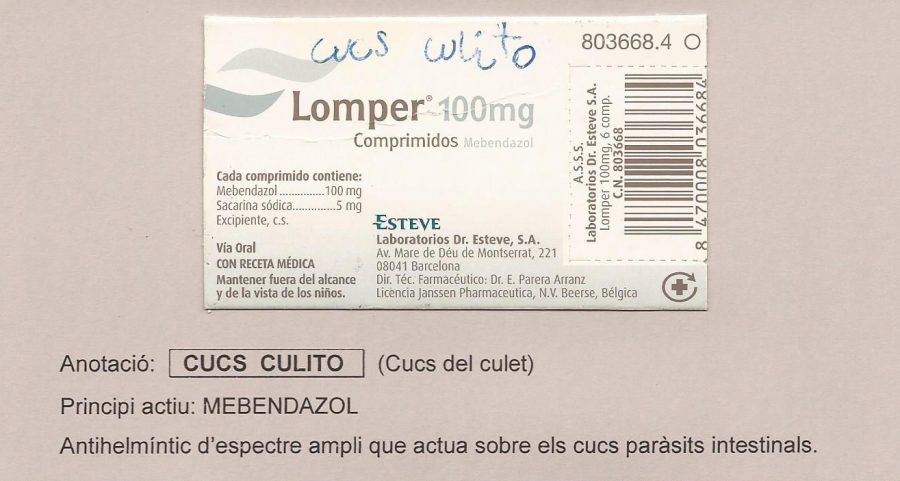 cucs culito
803668.4 O
Lomper® 100mg
Comprimidos Mebendazol
Cada comprimido contiene:
Mebendazol...............100 mg
Sacarina sódica..............5 mg
Excipiente, c.s.
Vía Oral
CON RECETA MÉDICA
Mantener fuera del alcance
y de la vista de los niños.
ESTEVE
Laboratorios Dr. Esteve, S.A.
Av. Mare de Déu de Montserrat, 221
08041 Barcelona
Dir. Téc. Farmacéutico: Dr. E. Parera Arranz
Licencia Janssen Pharmaceutica, N.V. Beerse, Bélgica
A.S.S.S.
Laboratorios Dr. Esteve S.A.
Lomper 100mg, 6 comp.
C.N. 803668
8 470008 036684
Anotació: CUCS CULITO (Cucs del culet)
Principi actiu: MEBENDAZOL
Antihelmíntic d'espectre ampli que actua sobre els cucs paràsits intestinals.